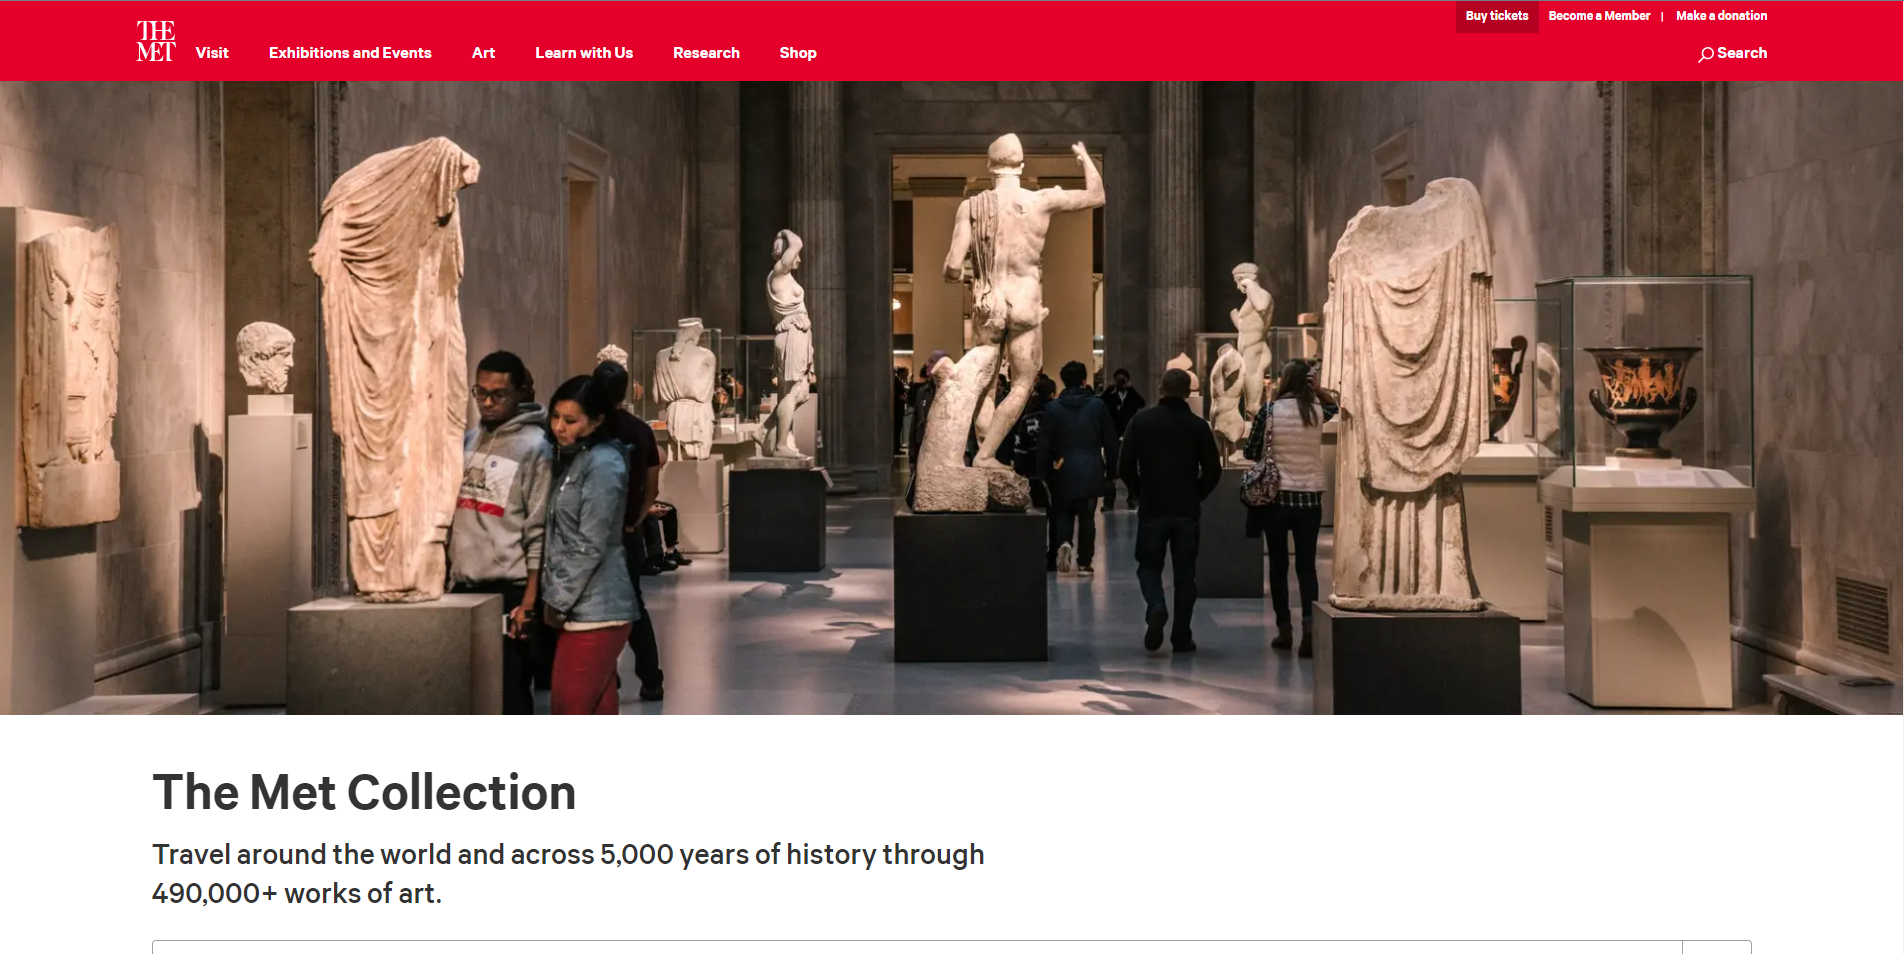 Buy tickets
Become a Member | Make a donation
THE
MET
Visit
Exhibitions and Events
Art
Learn with Us
Research
Shop
Search
The Met Collection
Travel around the world and across 5,000 years of history through
490,000+ works of art.